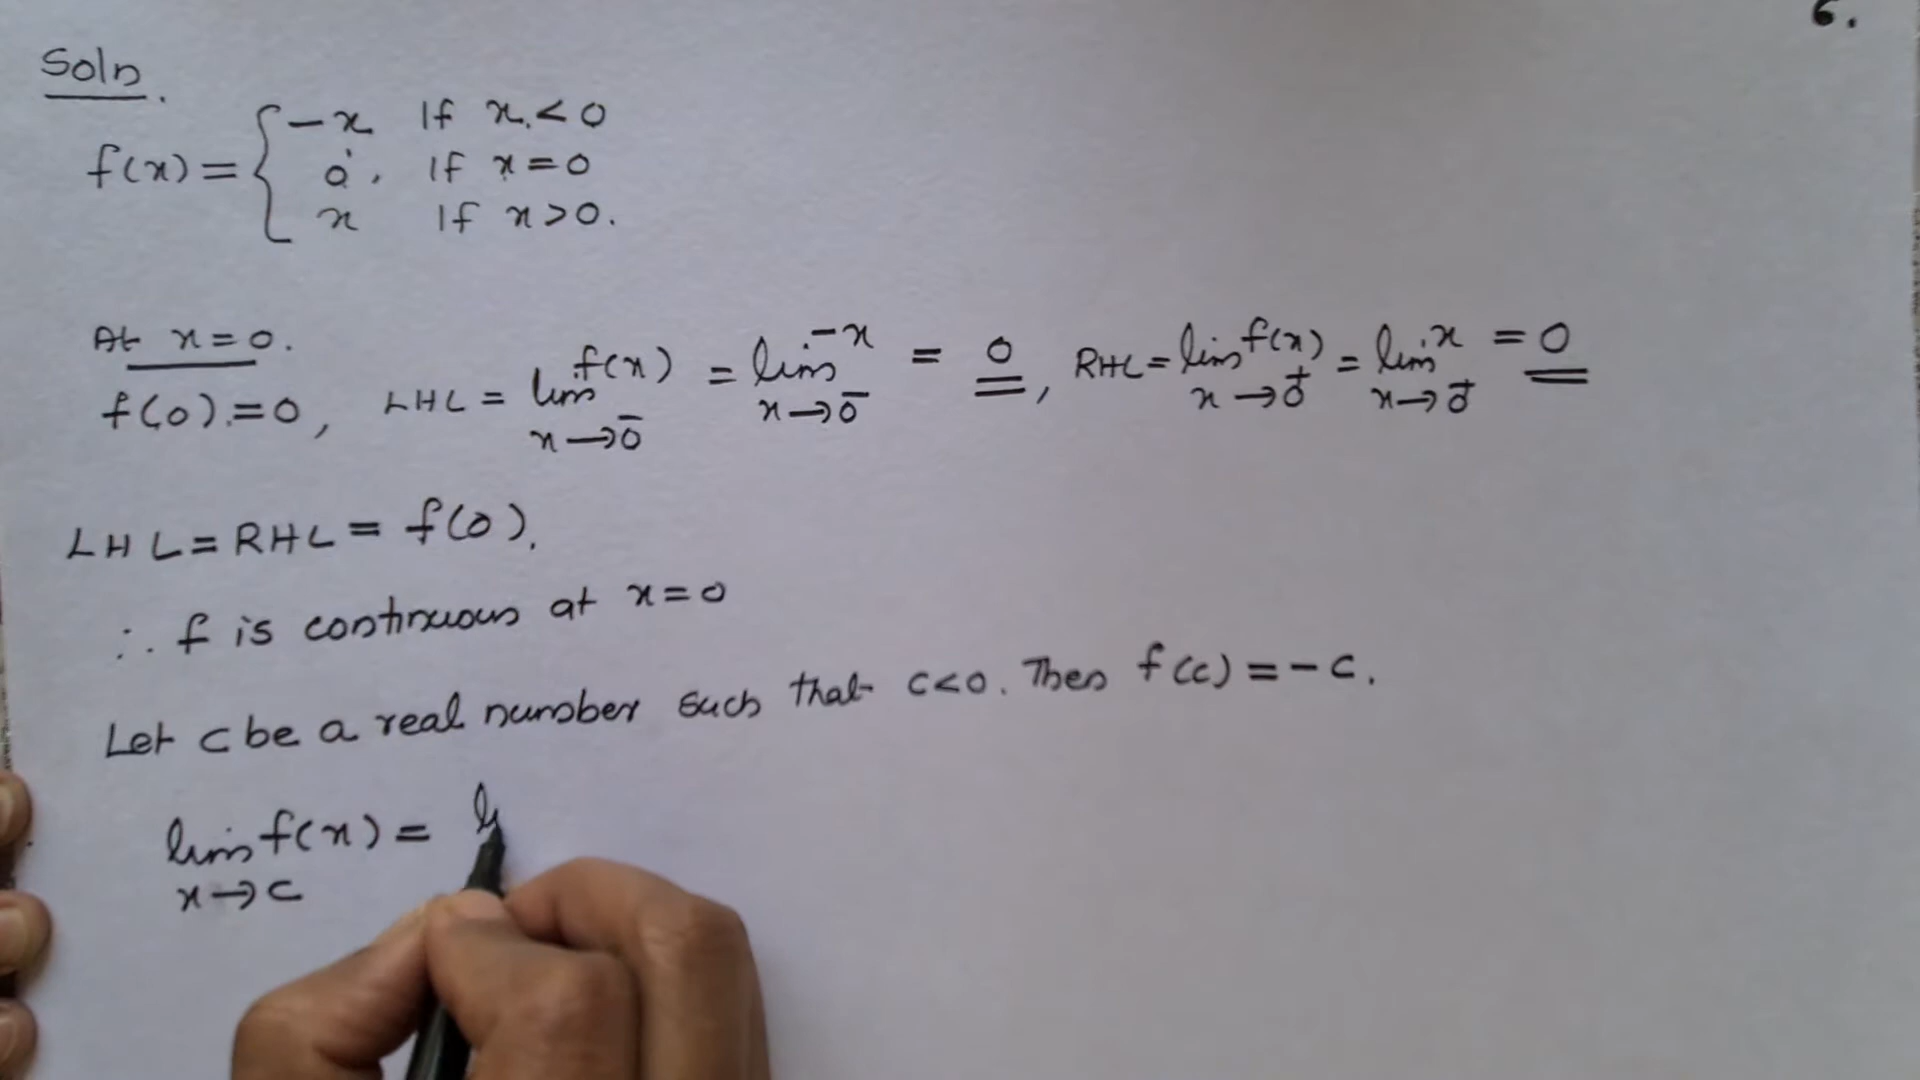 6.
Soln.
f(x) = { -x If x < 0
0, If x = 0
x If x > 0.
At x = 0.
f(0) = 0, LHL = lim x→0⁻ f(x) = lim x→0⁻ -x = 0, RHL = lim x→0⁺ f(x) = lim x→0⁺ x = 0
LHL = RHL = f(0).
∴ f is continuous at x = 0
Let c be a real number such that c < 0. Then f(c) = -c.
lim x→c f(x) =